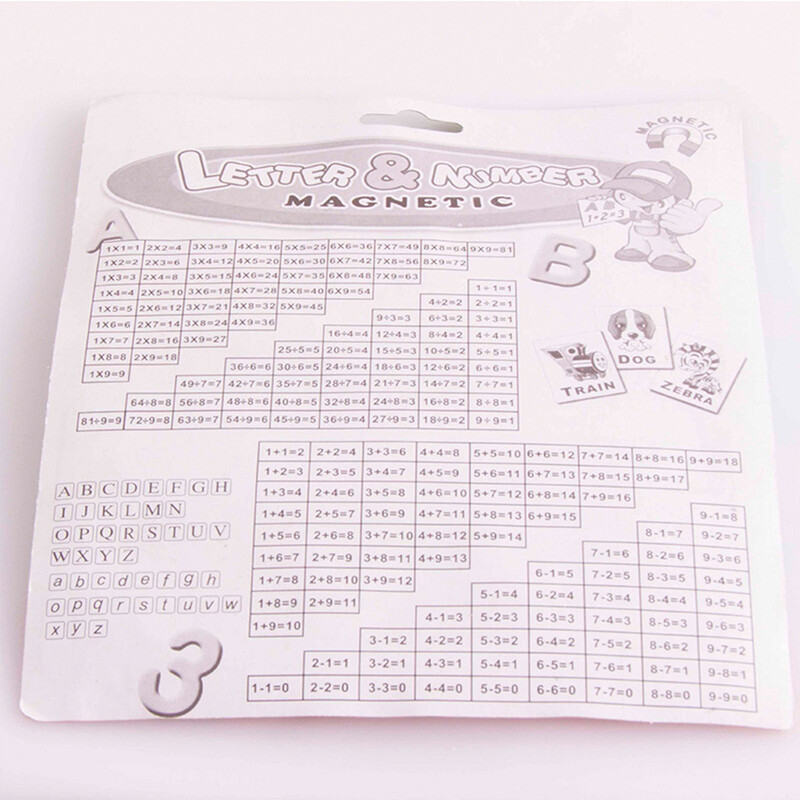 MAGNETIC
LETTER & NUMBER
MAGNETIC
A B
1+2=3
A
B
1X1=1 2X2=4 3X3=9 4X4=16 5X5=25 6X6=36 7X7=49 8X8=64 9X9=81
1X2=2 2X3=6 3X4=12 4X5=20 5X6=30 6X7=42 7X8=56 8X9=72
1X3=3 2X4=8 3X5=15 4X6=24 5X7=35 6X8=48 7X9=63
1X4=4 2X5=10 3X6=18 4X7=28 5X8=40 6X9=54
1X5=5 2X6=12 3X7=21 4X8=32 5X9=45
1X6=6 2X7=14 3X8=24 4X9=36
1X7=7 2X8=16 3X9=27
1X8=8 2X9=18
1X9=9
1÷1=1
4÷2=2 2÷2=1
9÷3=3 6÷3=2 3÷3=1
16÷4=4 12÷4=3 8÷4=2 4÷4=1
25÷5=5 20÷5=4 15÷5=3 10÷5=2 5÷5=1
36÷6=6 30÷6=5 24÷6=4 18÷6=3 12÷6=2 6÷6=1
49÷7=7 42÷7=6 35÷7=5 28÷7=4 21÷7=3 14÷7=2 7÷7=1
64÷8=8 56÷8=7 48÷8=6 40÷8=5 32÷8=4 24÷8=3 16÷8=2 8÷8=1
81÷9=9 72÷9=8 63÷9=7 54÷9=6 45÷9=5 36÷9=4 27÷9=3 18÷9=2 9÷9=1
TRAIN
DOG
ZEBRA
A B C D E F G H
I J K L M N
O P Q R S T U V
W X Y Z
a b c d e f g h
o p q r s t u v w
x y z
3
1+1=2 2+2=4 3+3=6 4+4=8 5+5=10 6+6=12 7+7=14 8+8=16 9+9=18
1+2=3 2+3=5 3+4=7 4+5=9 5+6=11 6+7=13 7+8=15 8+9=17
1+3=4 2+4=6 3+5=8 4+6=10 5+7=12 6+8=14 7+9=16
1+4=5 2+5=7 3+6=9 4+7=11 5+8=13 6+9=15
1+5=6 2+6=8 3+7=10 4+8=12 5+9=14
1+6=7 2+7=9 3+8=11 4+9=13
1+7=8 2+8=10 3+9=12
1+8=9 2+9=11
1+9=10
9-1=8
8-1=7 9-2=7
7-1=6 8-2=6 9-3=6
6-1=5 7-2=5 8-3=5 9-4=5
5-1=4 6-2=4 7-3=4 8-4=4 9-5=4
4-1=3 5-2=3 6-3=3 7-4=3 8-5=3 9-6=3
3-1=2 4-2=2 5-3=2 6-4=2 7-5=2 8-6=2 9-7=2
2-1=1 3-2=1 4-3=1 5-4=1 6-5=1 7-6=1 8-7=1 9-8=1
1-1=0 2-2=0 3-3=0 4-4=0 5-5=0 6-6=0 7-7=0 8-8=0 9-9=0